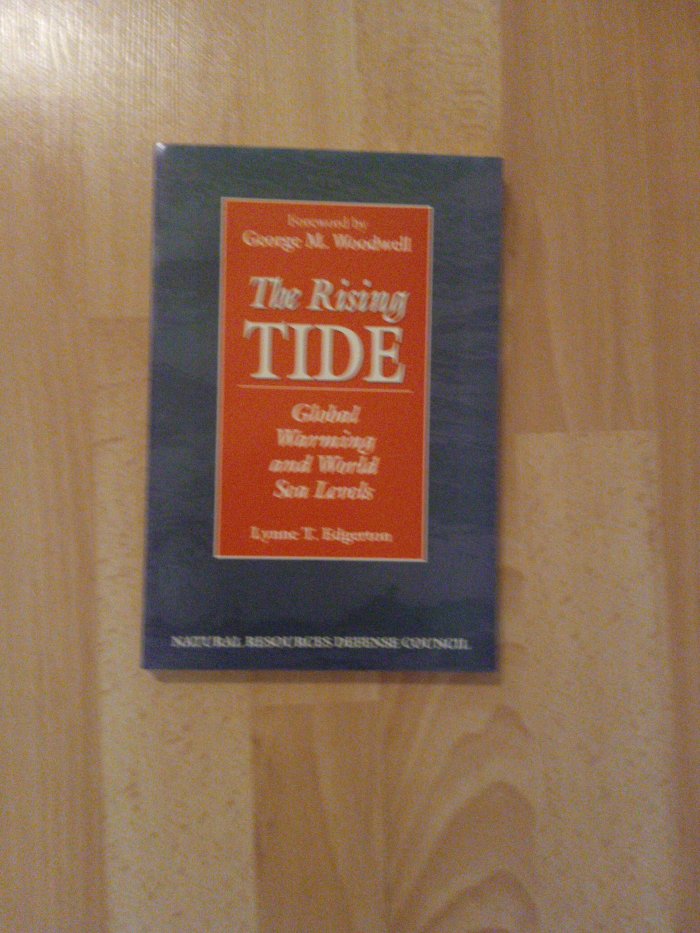 Foreword by
George M. Woodwell
The Rising
TIDE
Global
Warming
and World
Sea Levels
Lynne T. Edgerton
NATURAL RESOURCES DEFENSE COUNCIL